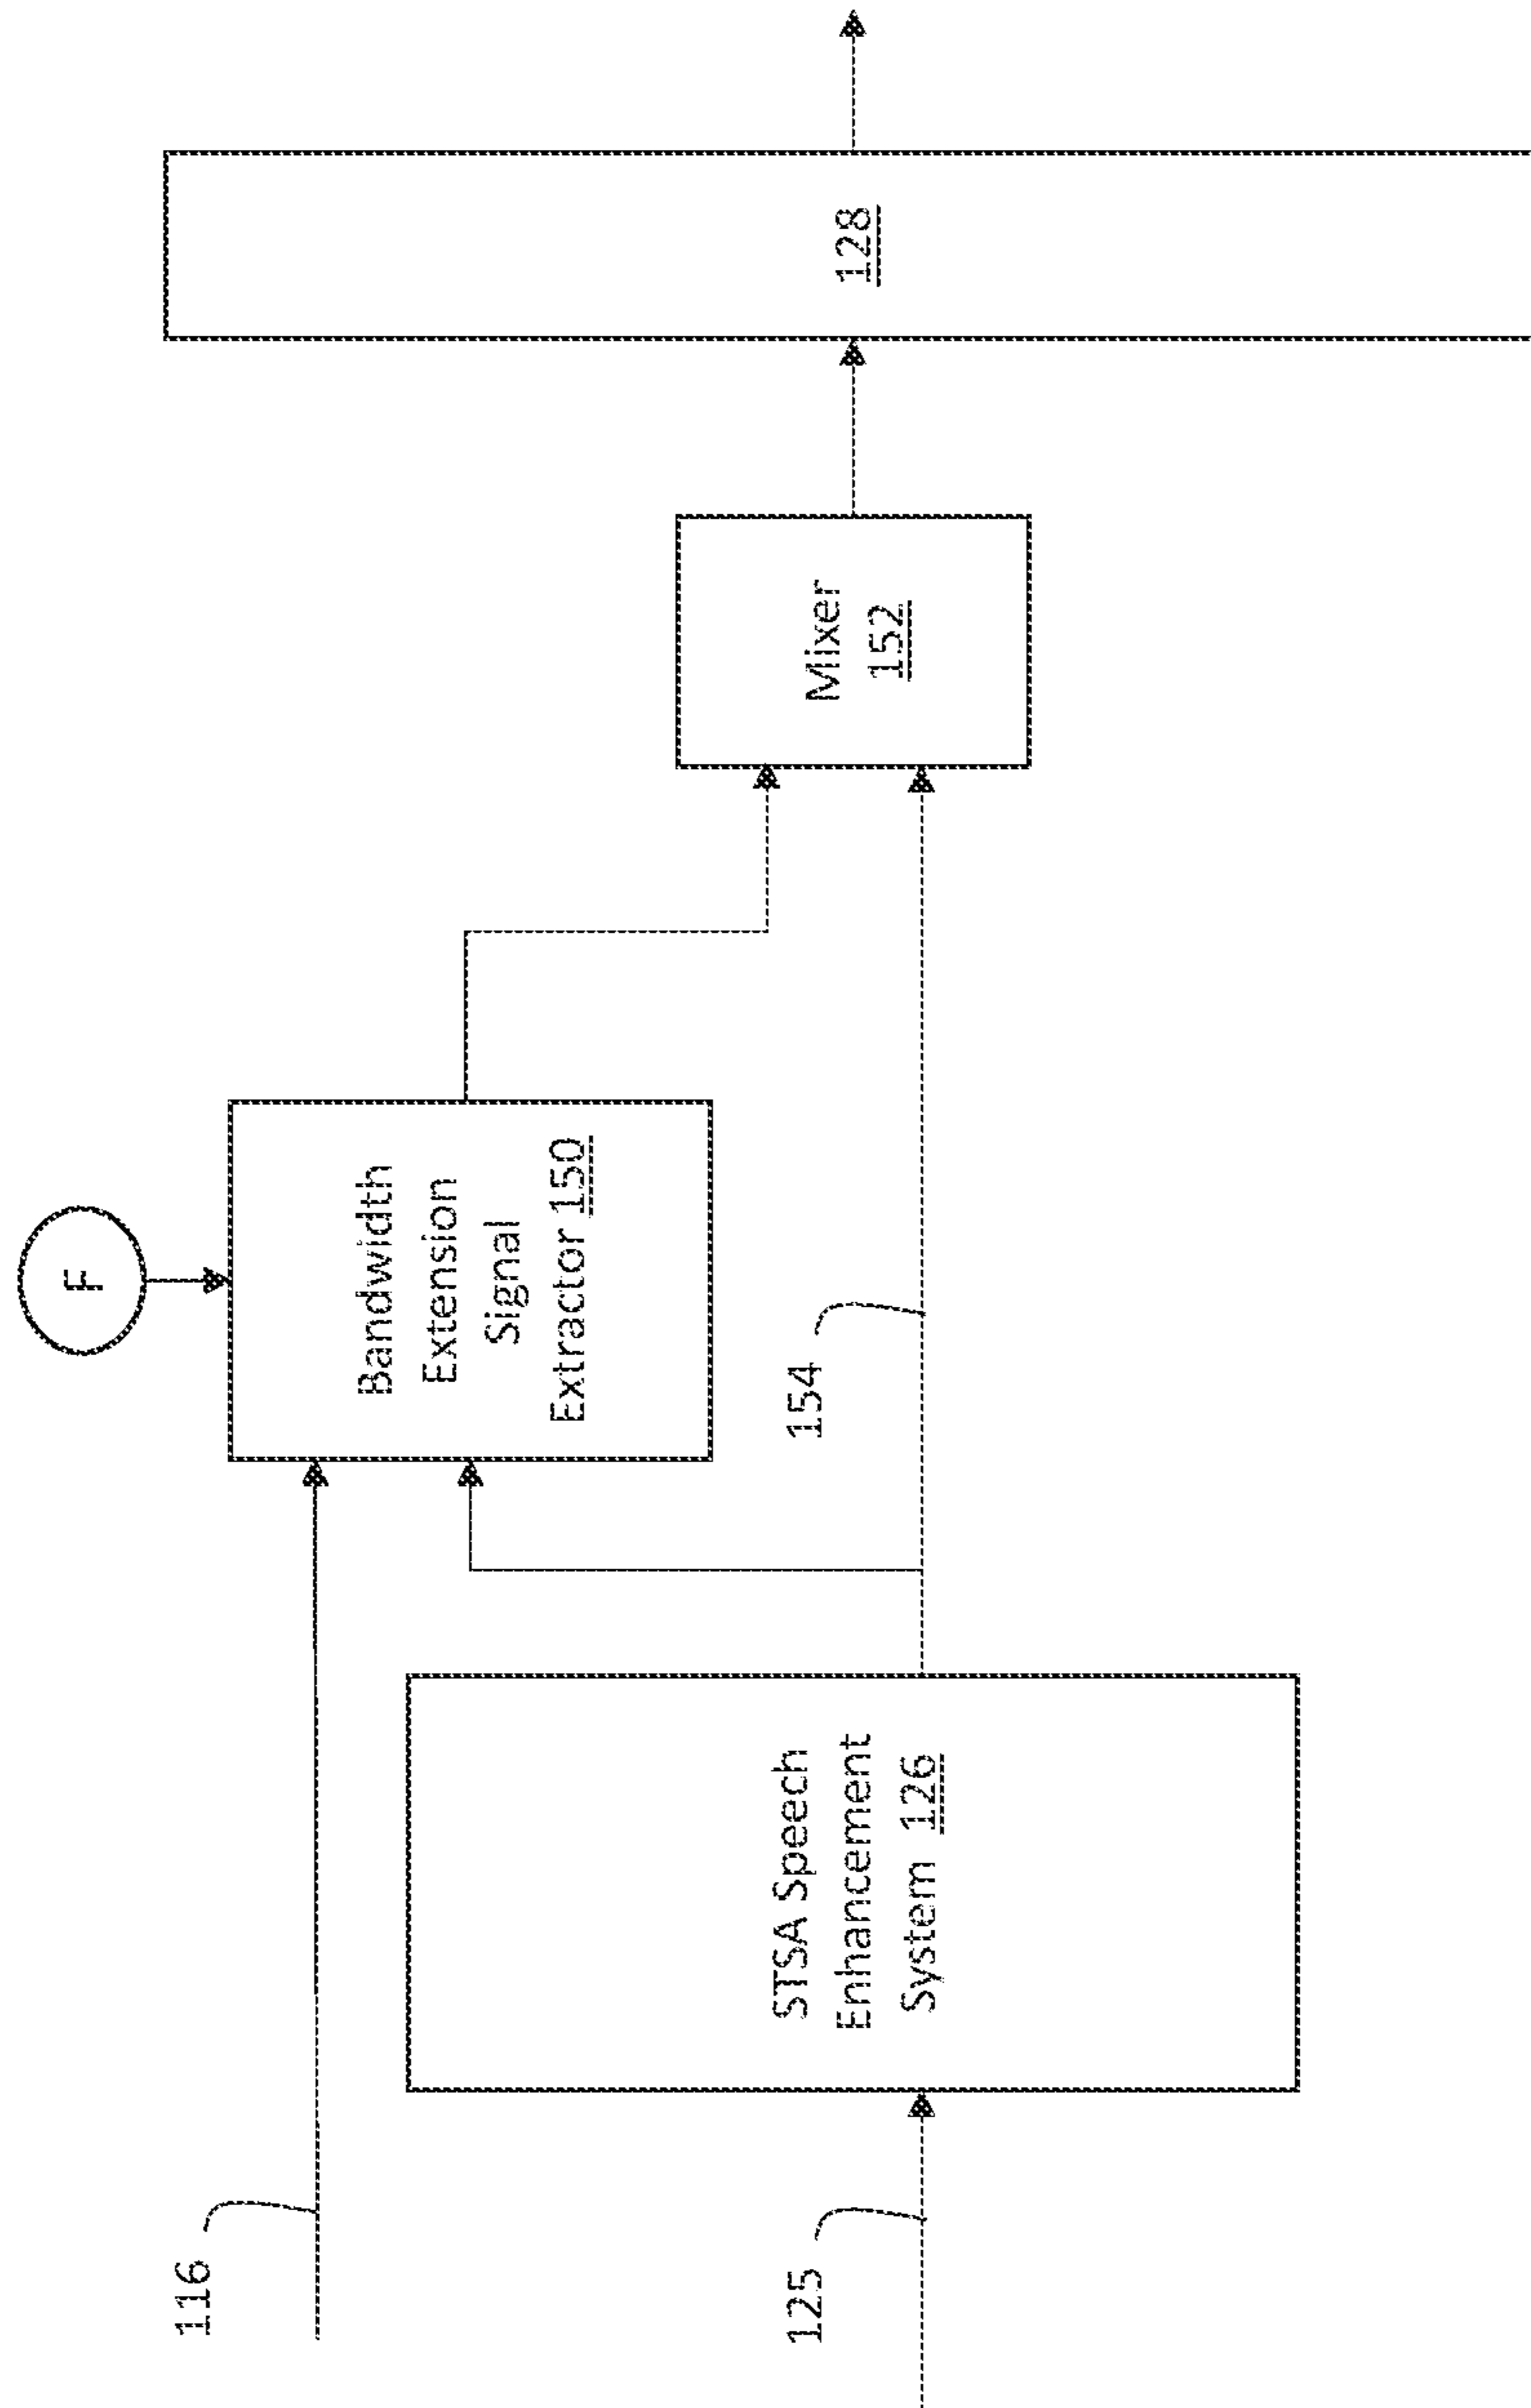 F
116
125
STSA Speech
Enhancement
System 126
Bandwidth
Extension
Signal
Extractor 150
154
Mixer
152
128